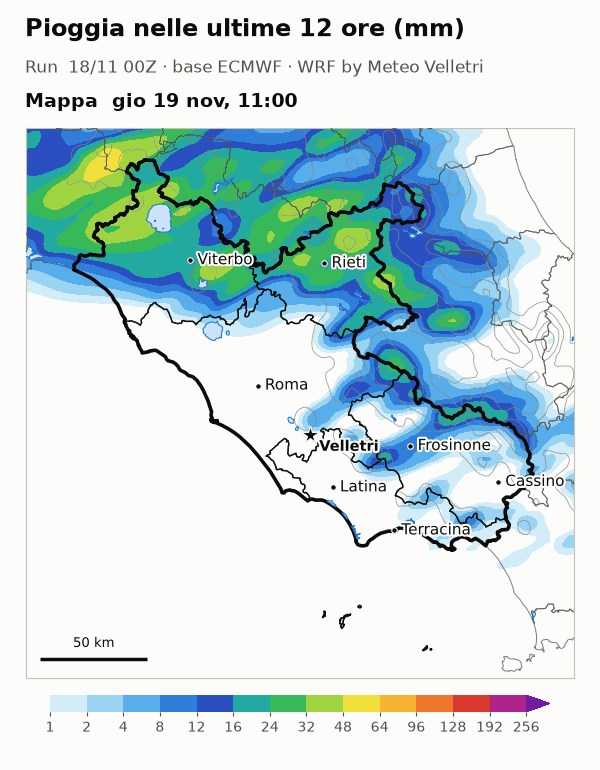 Pioggia nelle ultime 12 ore (mm)
Run  18/11 00Z · base ECMWF · WRF by Meteo Velletri
Mappa  gio 19 nov, 11:00
Viterbo
Rieti
Roma
Velletri
Frosinone
Cassino
Latina
Terracina
50 km
1 2 4 8 12 16 24 32 48 64 96 128 192 256